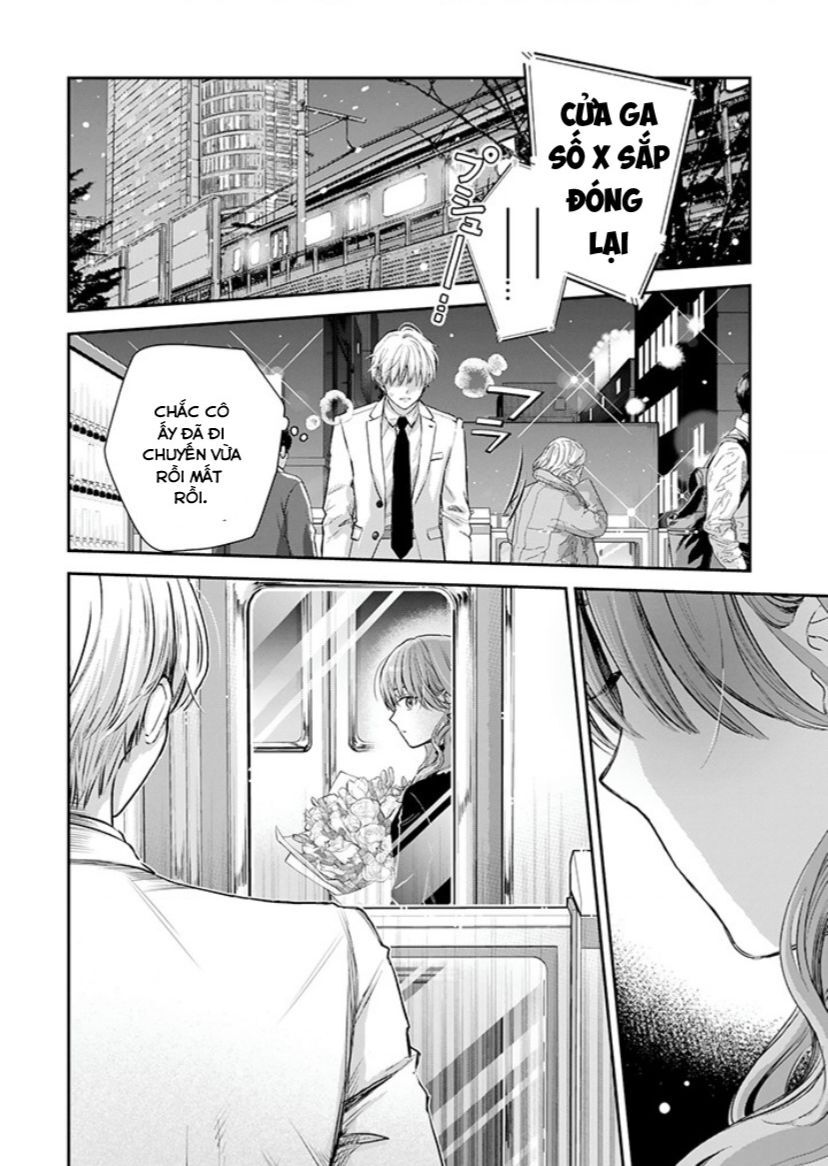 CỬA GA
SỐ X SẮP
ĐÓNG
LẠI
プシュー…
フラ
CHẮC CÔ
ẤY ĐÃ ĐI
CHUYẾN VỪA
RỒI MẤT
RỒI.